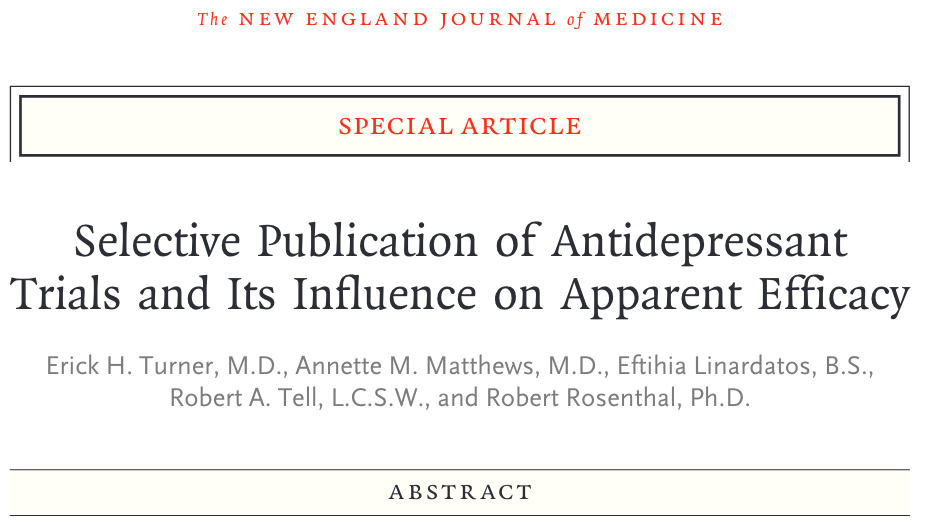 The NEW ENGLAND JOURNAL of MEDICINE
SPECIAL ARTICLE
Selective Publication of Antidepressant
Trials and Its Influence on Apparent Efficacy
Erick H. Turner, M.D., Annette M. Matthews, M.D., Eftihia Linardatos, B.S.,
Robert A. Tell, L.C.S.W., and Robert Rosenthal, Ph.D.
ABSTRACT